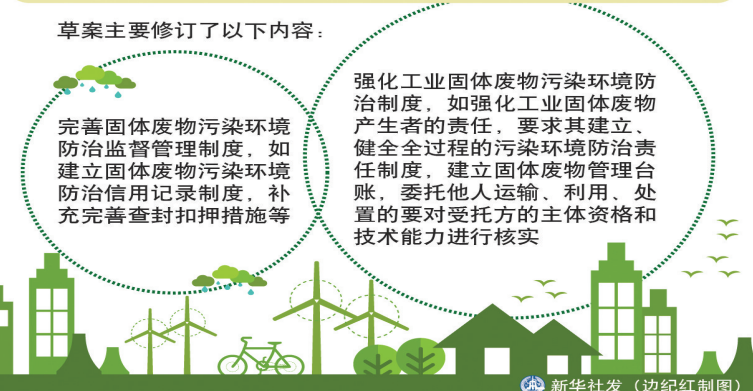 草案主要修订了以下内容：
完善固体废物污染环境
防治监督管理制度，如
建立固体废物污染环境
防治信用记录制度，补
充完善查封扣押措施等
强化工业固体废物污染环境防
治制度，如强化工业固体废物
产生者的责任，要求其建立、
健全全过程的污染环境防治责
任制度，建立固体废物管理台
账，委托他人运输、利用、处
置的要对受托方的主体资格和
技术能力进行核实
新华社发（边纪红制图）